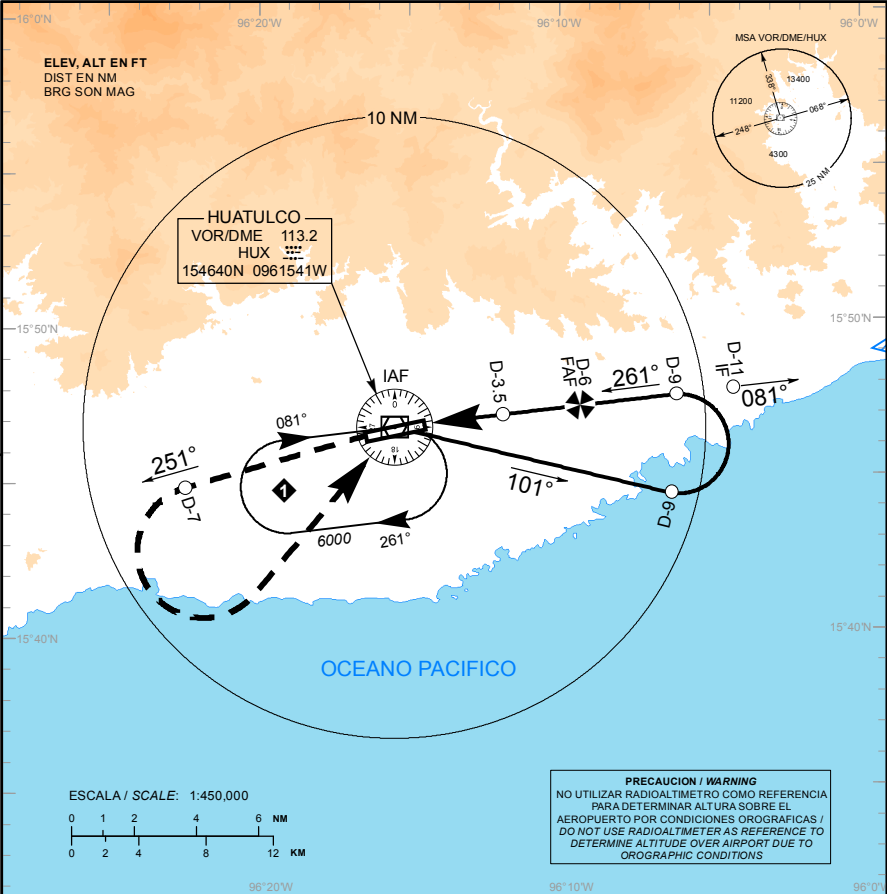 16°0'N
96°20'W
96°10'W
96°0'W
ELEV, ALT EN FT
DIST EN NM
BRG SON MAG
MSA VOR/DME/HUX
338°
13400
11200
068°
248°
4300
25 NM
10 NM
HUATULCO
VOR/DME 113.2
HUX
154640N 0961541W
15°50'N
15°50'N
IAF
D-3.5
D-6
FAF
261°
D-9
D-11
IF
081°
081°
0
18
27
251°
D-7
1
101°
D-9
6000
261°
15°40'N
15°40'N
OCEANO PACIFICO
ESCALA / SCALE: 1:450,000
0 1 2 4 6 NM
0 2 4 8 12 KM
PRECAUCION / WARNING
NO UTILIZAR RADIOALTIMETRO COMO REFERENCIA
PARA DETERMINAR ALTURA SOBRE EL
AEROPUERTO POR CONDICIONES OROGRAFICAS /
DO NOT USE RADIOALTIMETER AS REFERENCE TO
DETERMINE ALTITUDE OVER AIRPORT DUE TO
OROGRAPHIC CONDITIONS
96°20'W
96°10'W
96°0'W